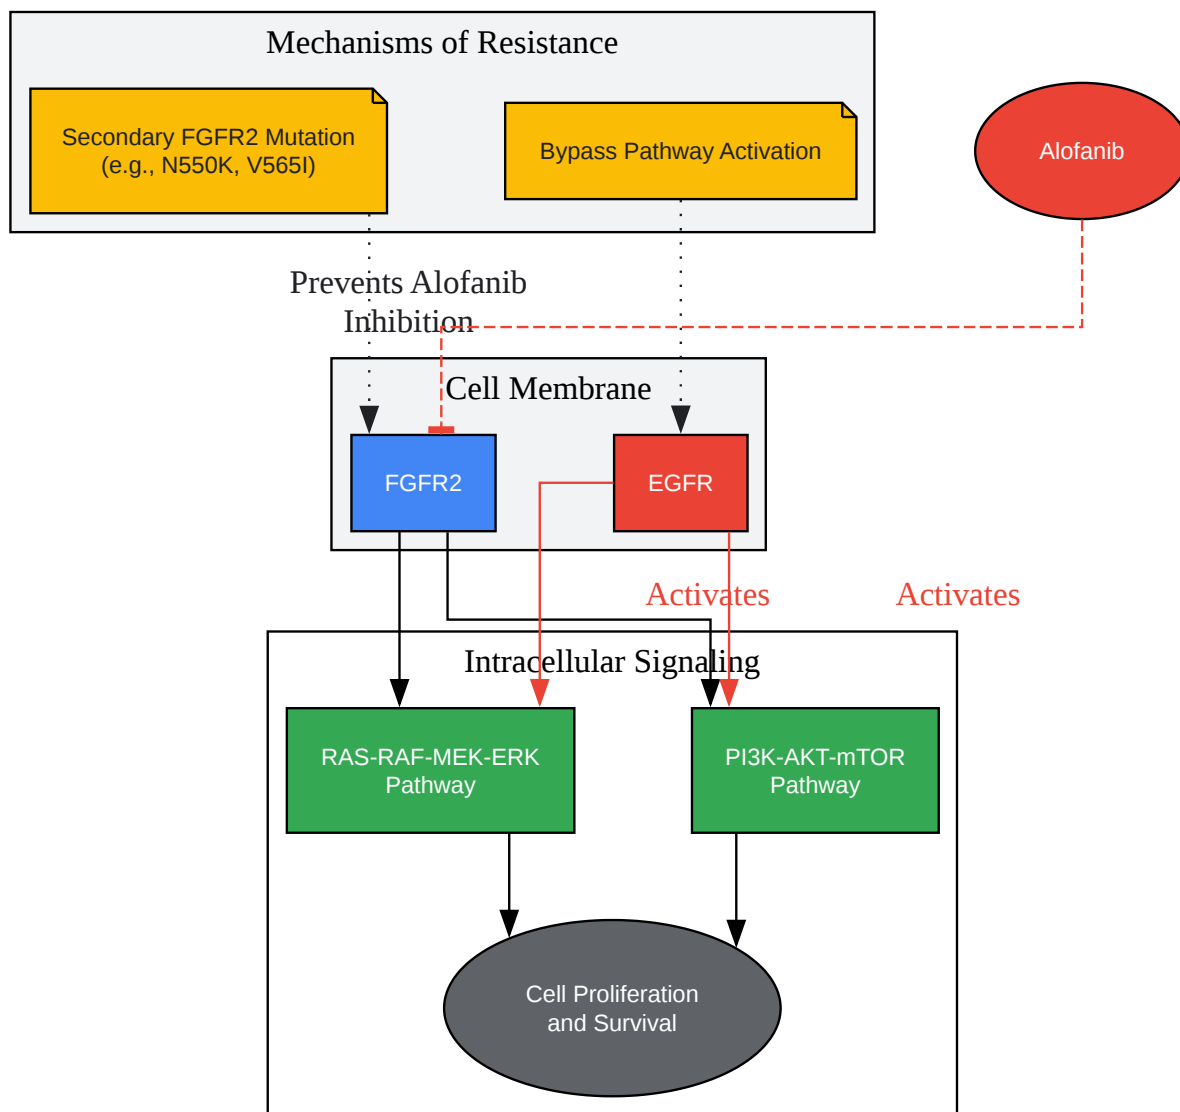 Mechanisms of Resistance
Secondary FGFR2 Mutation
(e.g., N550K, V565I)
Bypass Pathway Activation
Alofanib
Prevents Alofanib
Inhibition
Cell Membrane
FGFR2
EGFR
Activates
Activates
Intracellular Signaling
RAS-RAF-MEK-ERK
Pathway
PI3K-AKT-mTOR
Pathway
Cell Proliferation
and Survival